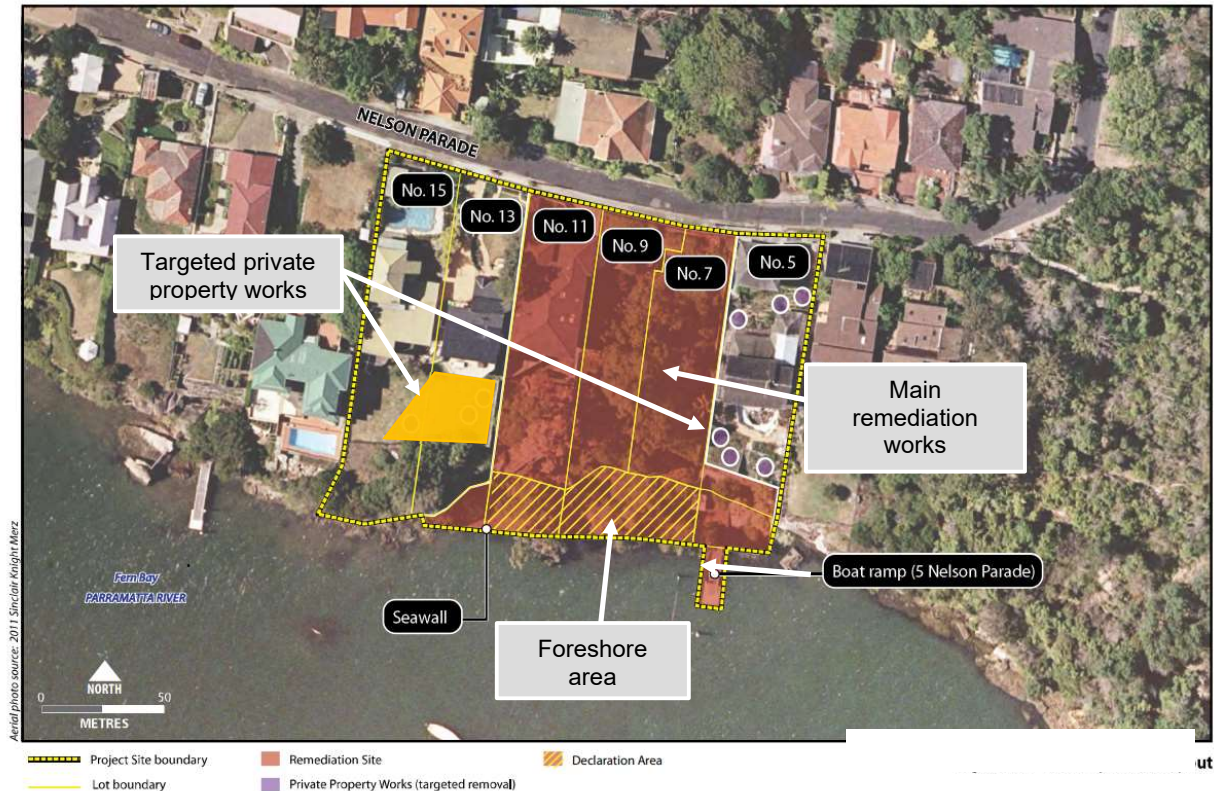 NELSON PARADE
No. 15
No. 13
No. 11
No. 9
No. 7
No. 5
Targeted private
property works
Main
remediation
works
Boat ramp (5 Nelson Parade)
Seawall
Foreshore
area
Fern Bay
PARRAMATTA RIVER
NORTH
0 50
METRES
Aerial photo source: 2011 Sinclair Knight Merz
Project Site boundary
Remediation Site
Declaration Area
Lot boundary
Private Property Works (targeted removal)
out